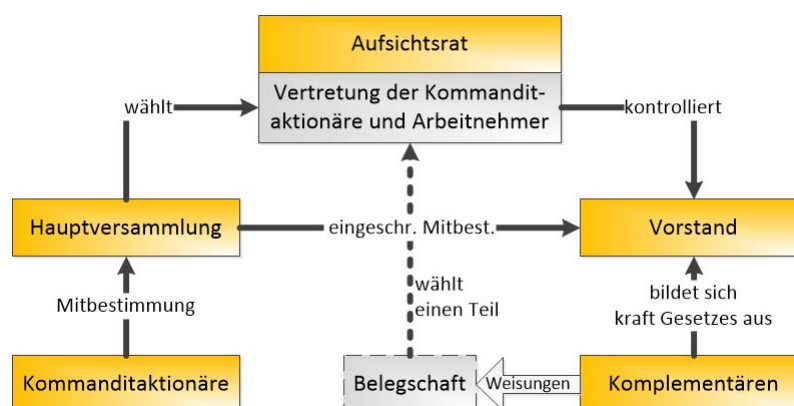 Aufsichtsrat
Vertretung der Kommandit-
aktionäre und Arbeitnehmer
wählt
kontrolliert
Hauptversammlung
eingeschr. Mitbest.
Vorstand
Mitbestimmung
wählt
einen Teil
bildet sich
kraft Gesetzes aus
Kommanditaktionäre
Belegschaft
Weisungen
Komplementären